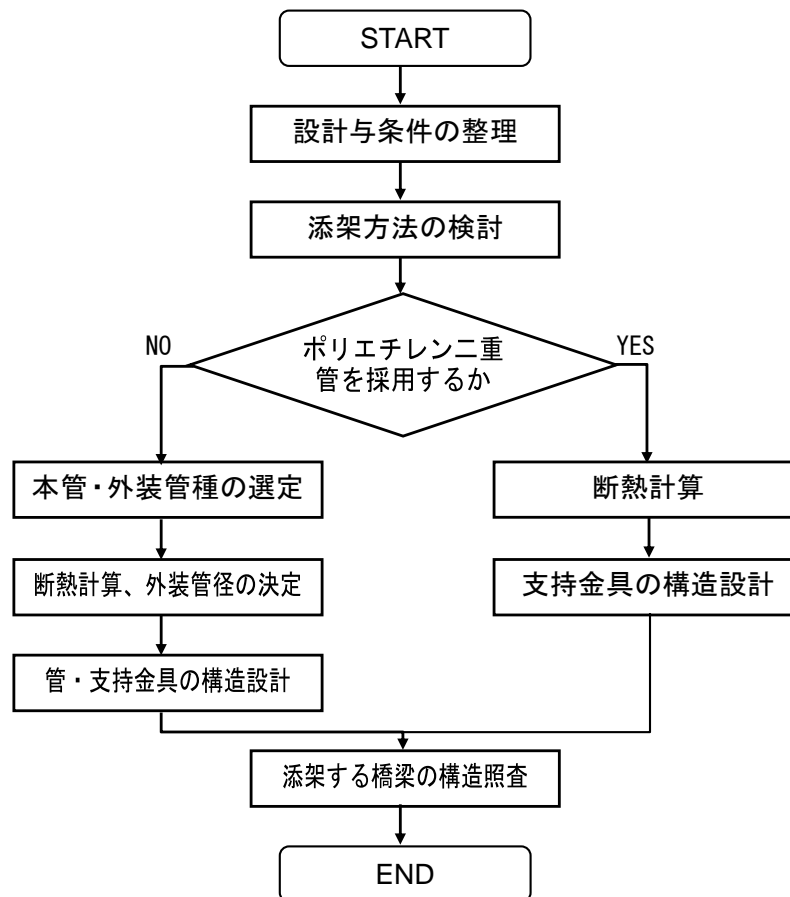 START
設計与条件の整理
添架方法の検討
ポリエチレン二重
管を採用するか
NO
YES
本管・外装管種の選定
断熱計算、外装管径の決定
管・支持金具の構造設計
断熱計算
支持金具の構造設計
添架する橋梁の構造照査
END